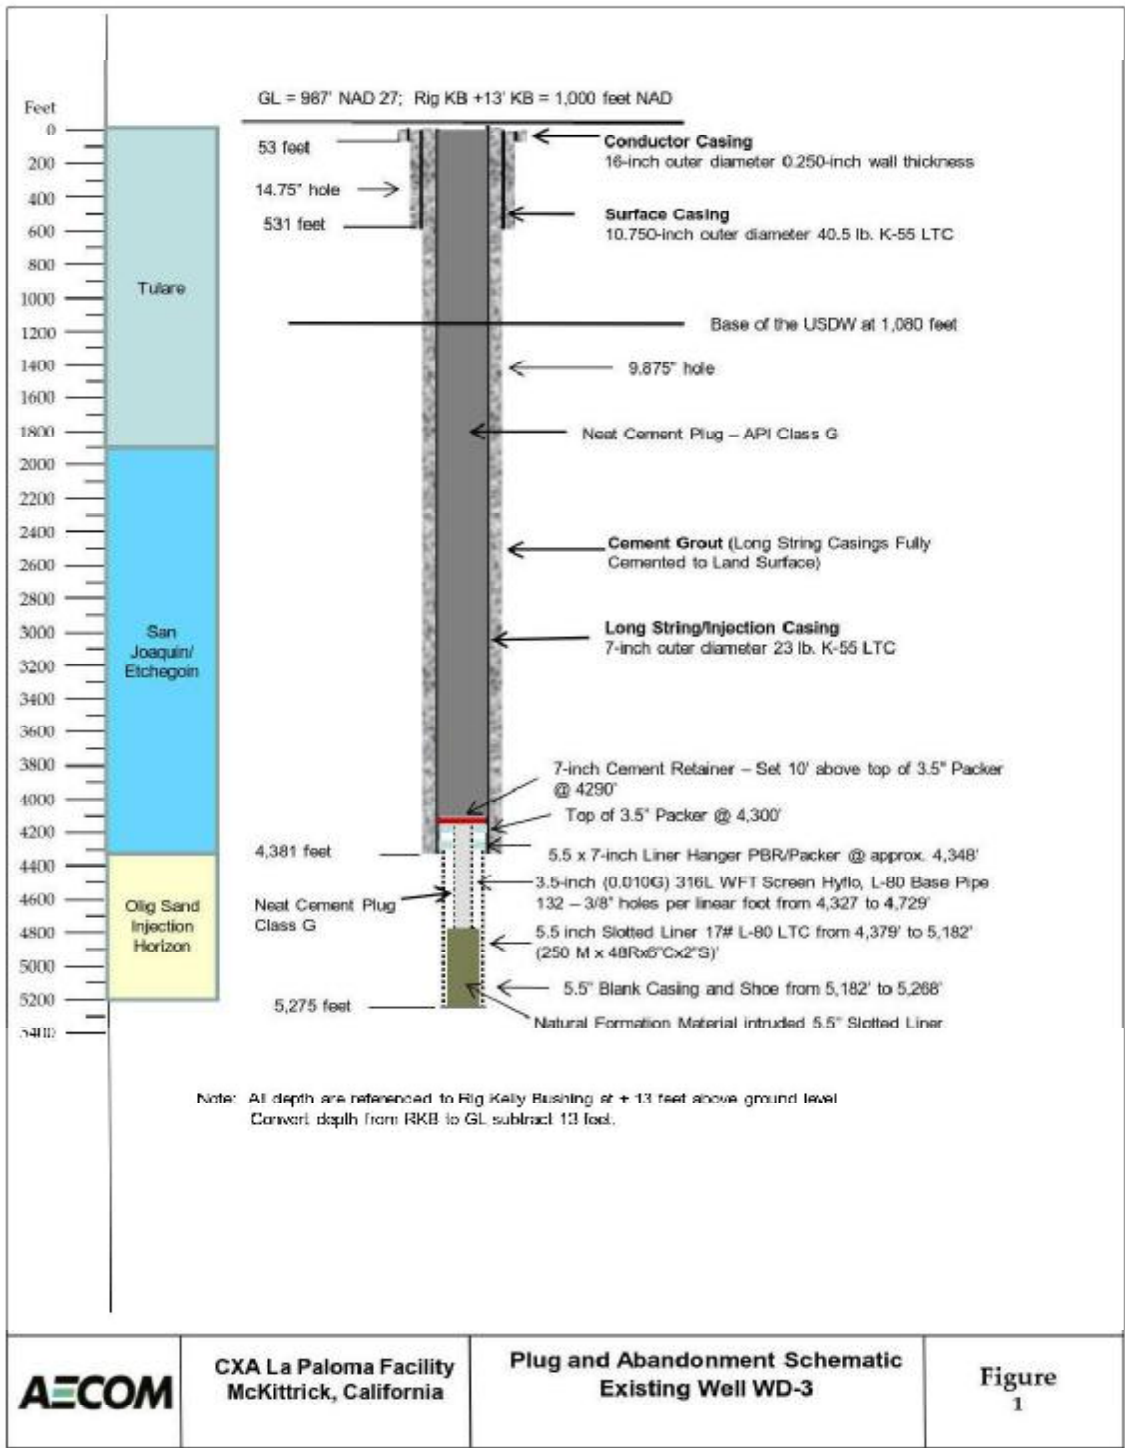 GL = 987' NAD 27; Rig KB +13' KB = 1,000 feet NAD
Feet
0
200
400
600
800
1000
1200
1400
1600
1800
2000
2200
2400
2600
2800
3000
3200
3400
3600
3800
4000
4200
4400
4600
4800
5000
5200
5400
Tulare
San
Joaquin/
Etchegoin
Olig Sand
Injection
Horizon
53 feet
14.75" hole
531 feet
4,381 feet
Neat Cement Plug
Class G
5,275 feet
Conductor Casing
16-inch outer diameter 0.250-inch wall thickness
Surface Casing
10.750-inch outer diameter 40.5 lb. K-55 LTC
Base of the USDW at 1,080 feet
9.875" hole
Neat Cement Plug – API Class G
Cement Grout (Long String Casings Fully
Cemented to Land Surface)
Long String/Injection Casing
7-inch outer diameter 23 lb. K-55 LTC
7-inch Cement Retainer – Set 10' above top of 3.5" Packer
@ 4290'
Top of 3.5" Packer @ 4,300'
5.5 x 7-inch Liner Hanger PBR/Packer @ approx. 4,348'
3.5-inch (0.010G) 316L WFT Screen Hyflo, L-80 Base Pipe
132 – 3/8" holes per linear foot from 4,327 to 4,729'
5.5 inch Slotted Liner 17# L-80 LTC from 4,379' to 5,182'
(250 M x 48Rx6"Cx2"S)'
5.5" Blank Casing and Shoe from 5,182' to 5,268'
Natural Formation Material intruded 5.5" Slotted Liner
Note: All depth are referenced to Rig Kelly Bushing at + 13 feet above ground level
Convert depth from RKB to GL subtract 13 feet.
AECOM
CXA La Paloma Facility
McKittrick, California
Plug and Abandonment Schematic
Existing Well WD-3
Figure
1